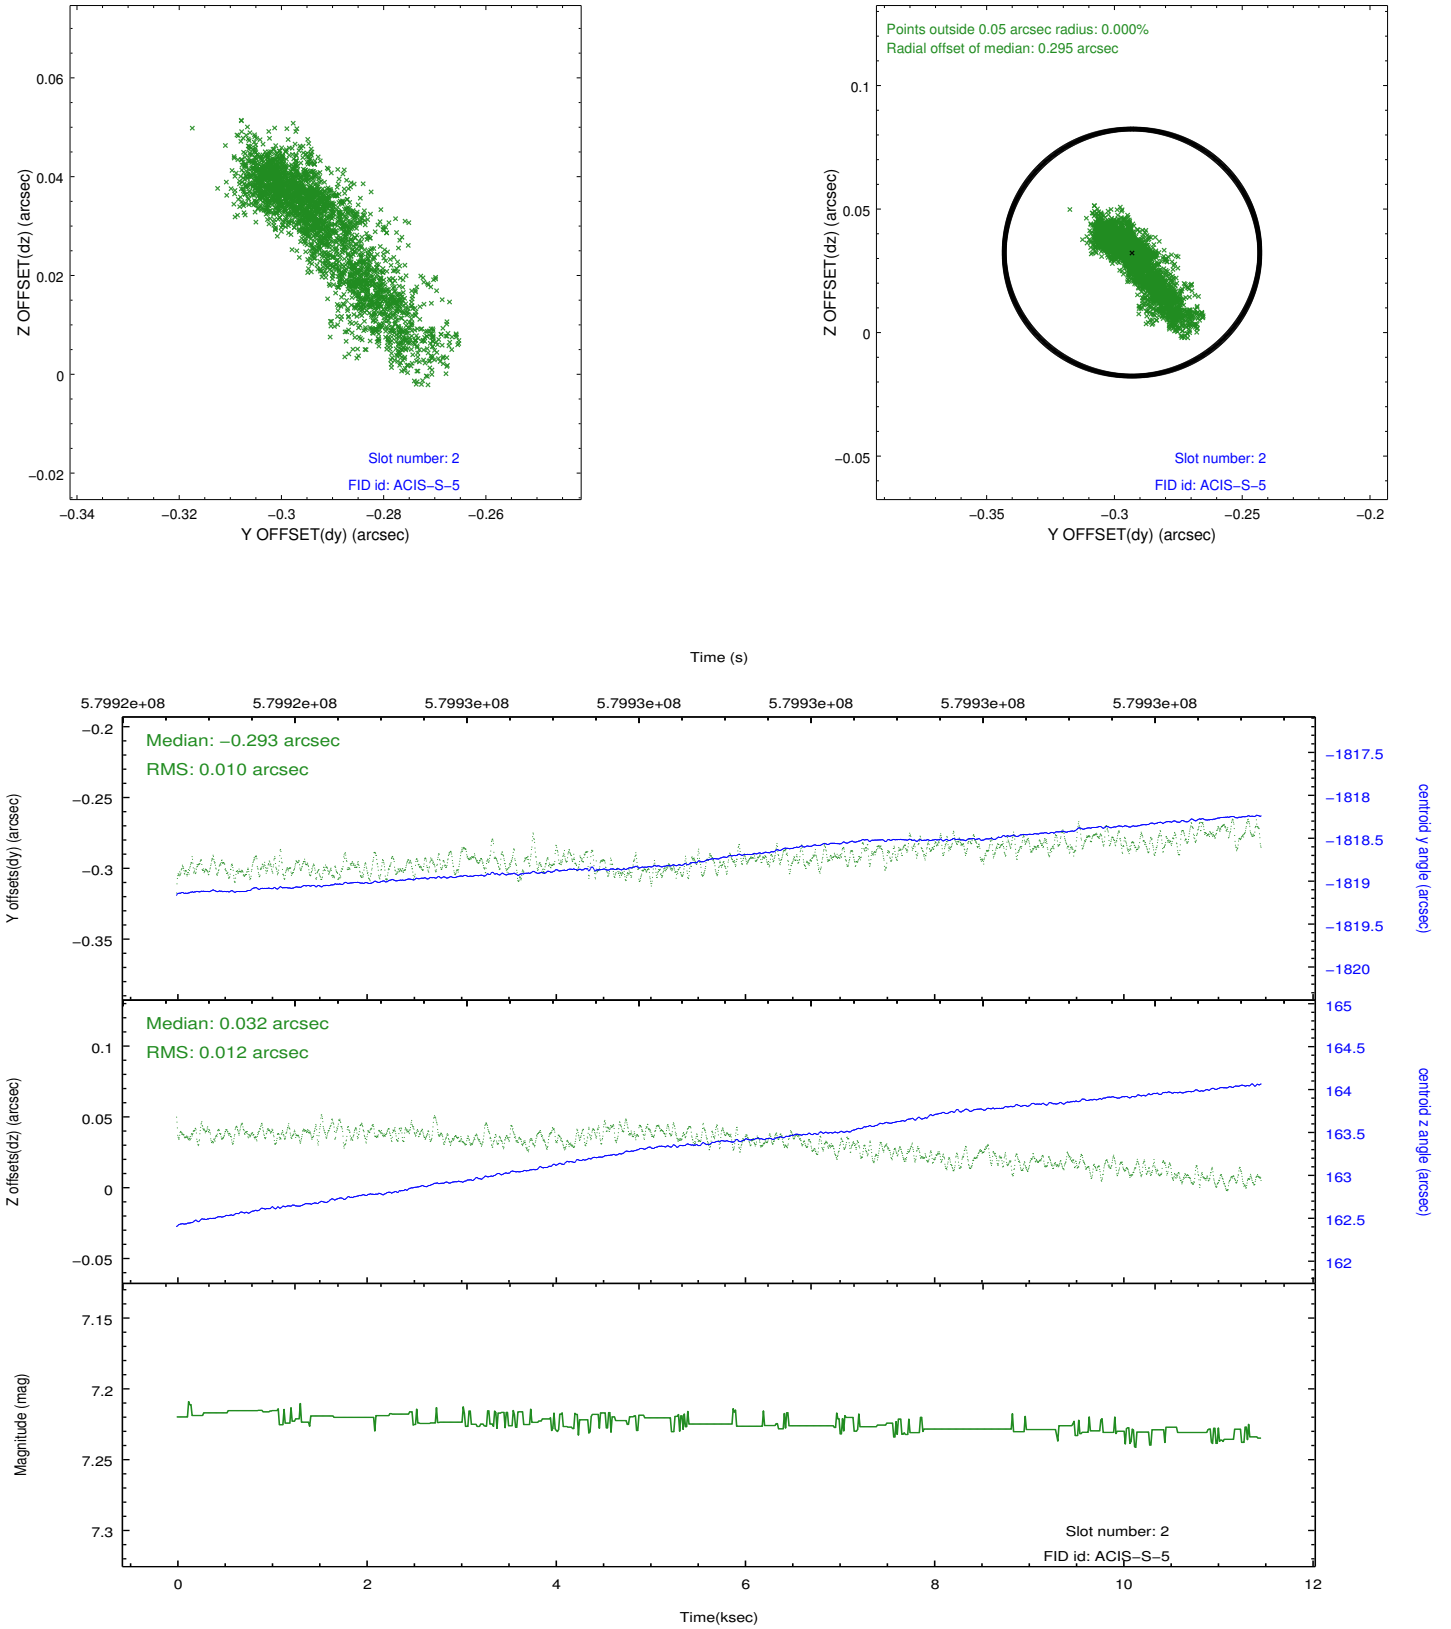 0.06
0.04
0.02
0
−0.02
Z OFFSET(dz) (arcsec)
Slot number: 2
FID id: ACIS−S−5
−0.34
−0.32
−0.3
−0.28
−0.26
Y OFFSET(dy) (arcsec)
Points outside 0.05 arcsec radius: 0.000%
Radial offset of median: 0.295 arcsec
0.1
0.05
0
−0.05
Z OFFSET(dz) (arcsec)
Slot number: 2
FID id: ACIS−S−5
−0.35
−0.3
−0.25
−0.2
Y OFFSET(dy) (arcsec)
Time (s)
5.7992e+08
5.7992e+08
5.7993e+08
5.7993e+08
5.7993e+08
5.7993e+08
5.7993e+08
Median: −0.293 arcsec
RMS: 0.010 arcsec
−0.2
−0.25
−0.3
−0.35
Y offsets(dy) (arcsec)
−1817.5
−1818
−1818.5
−1819
−1819.5
−1820
centroid y angle (arcsec)
Median: 0.032 arcsec
RMS: 0.012 arcsec
0.1
0.05
0
−0.05
Z offsets(dz) (arcsec)
165
164.5
164
163.5
163
162.5
162
centroid z angle (arcsec)
7.15
7.2
7.25
7.3
Magnitude (mag)
Slot number: 2
FID id: ACIS−S−5
0
2
4
6
8
10
12
Time(ksec)